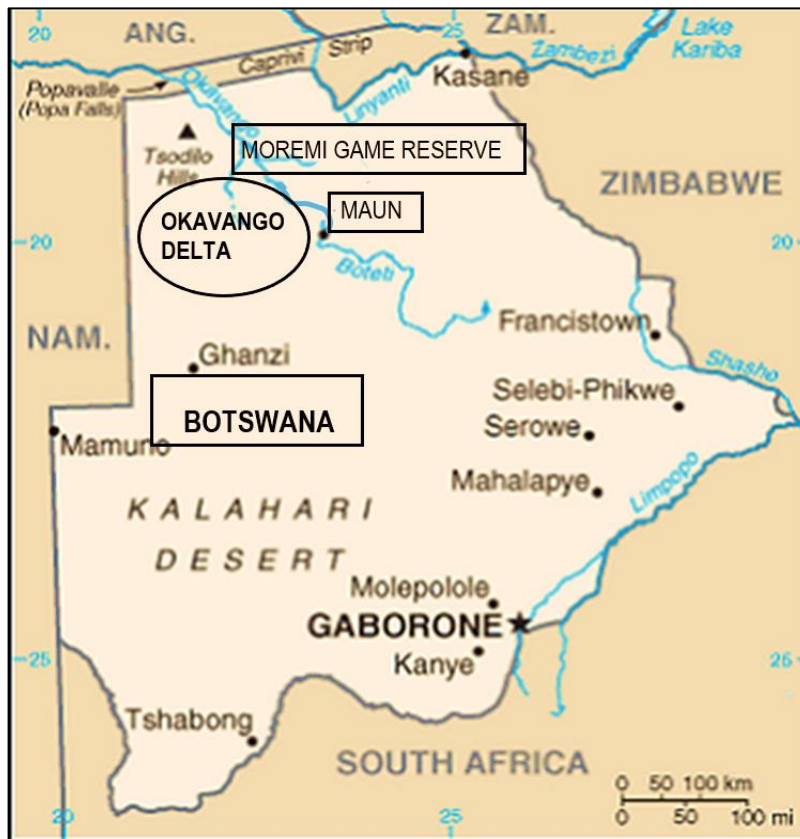 20
ANG.
25
ZAM.
Lake
Kariba
Zambezi
Caprivi Strip
Kasane
Popavalle
(Popa Falls)
Okavango
Linyanti
MOREMI GAME RESERVE
Tsodilo
Hills
ZIMBABWE
MAUN
OKAVANGO
DELTA
20
20
Boteti
Francistown
NAM.
Ghanzi
Shashe
Selebi-Phikwe
BOTSWANA
Serowe
Mamuno
Mahalapye
Limpopo
KALAHARI
DESERT
Molepolole
GABORONE
Kanye
25
25
Tshabong
SOUTH AFRICA
0 50 100 km
0 50 100 mi
20
25